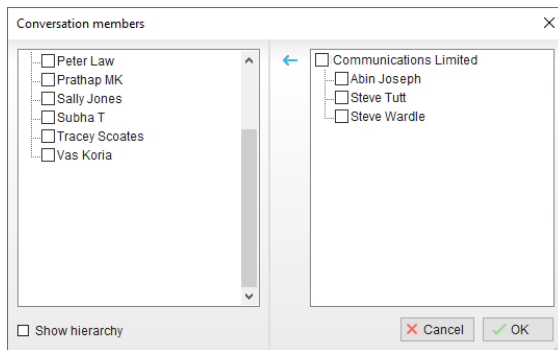 Conversation members
Peter Law
Prathap MK
Sally Jones
Subha T
Tracey Scoates
Vas Koria
Communications Limited
Abin Joseph
Steve Tutt
Steve Wardle
Show hierarchy
Cancel
OK